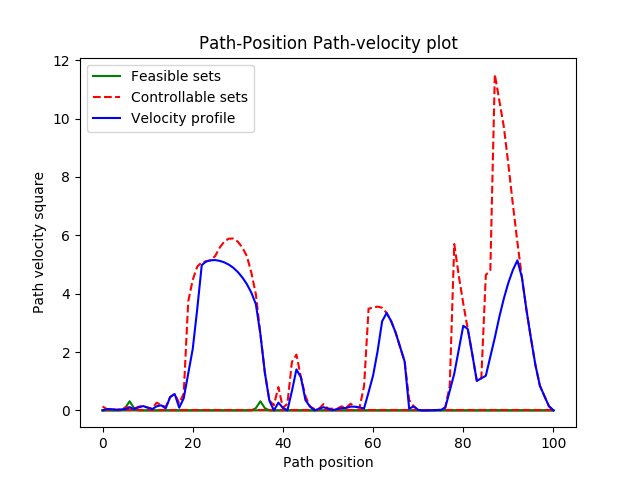 Path-Position Path-velocity plot
Feasible sets
Controllable sets
Velocity profile
Path velocity square
12
10
8
6
4
2
0
0 20 40 60 80 100
Path position